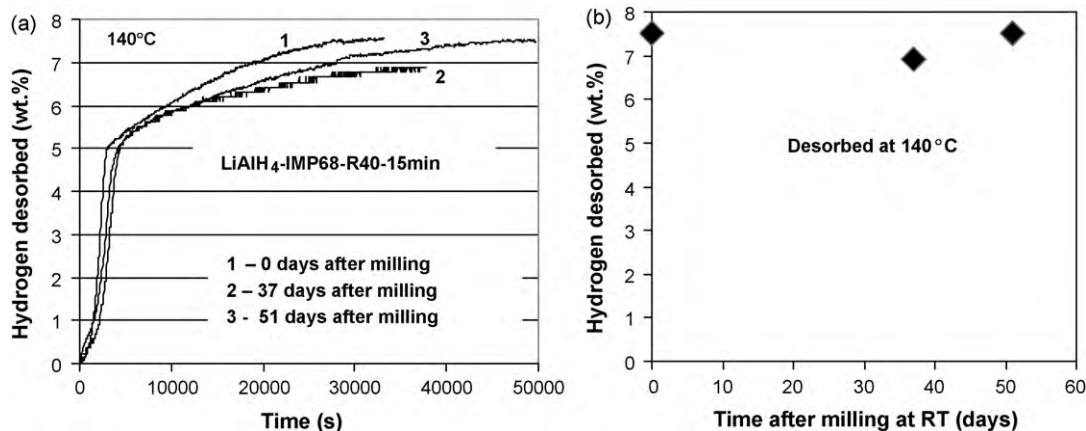 (a)
8
7
6
5
4
3
2
1
0
Hydrogen desorbed (wt.%)
140°C
1
3
2
LiAlH4-IMP68-R40-15min
1 – 0 days after milling
2 – 37 days after milling
3 - 51 days after milling
0 10000 20000 30000 40000 50000
Time (s)
(b)
8
7
6
5
4
3
2
1
0
Hydrogen desorbed (wt.%)
Desorbed at 140°C
0 10 20 30 40 50 60
Time after milling at RT (days)